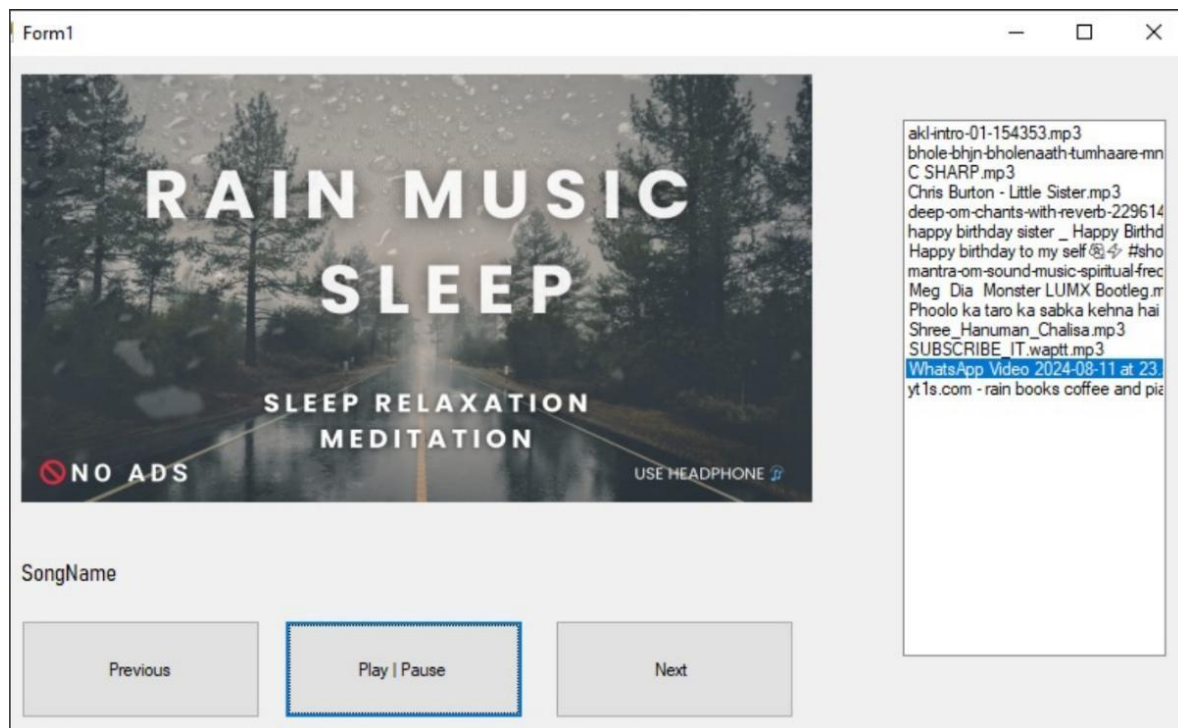 Form1
RAIN MUSIC
SLEEP
SLEEP RELAXATION
MEDITATION
NO ADS
USE HEADPHONE
SongName
Previous
Play | Pause
Next
akl-intro-01-154353.mp3
bhole-bhjn-bholenaath-tumhaare-mn
C SHARP.mp3
Chris Burton - Little Sister.mp3
deep-om-chants-with-reverb-229614
happy birthday sister _ Happy Birthd
Happy birthday to my self #sho
mantra-om-sound-music-spiritual-freq
Meg Dia Monster LUMX Bootleg.m
Phoolo ka taro ka sabka kehna hai
Shree_Hanuman_Chalisa.mp3
SUBSCRIBE_IT.waptt.mp3
WhatsApp Video 2024-08-11 at 23.
yt1s.com - rain books coffee and pia